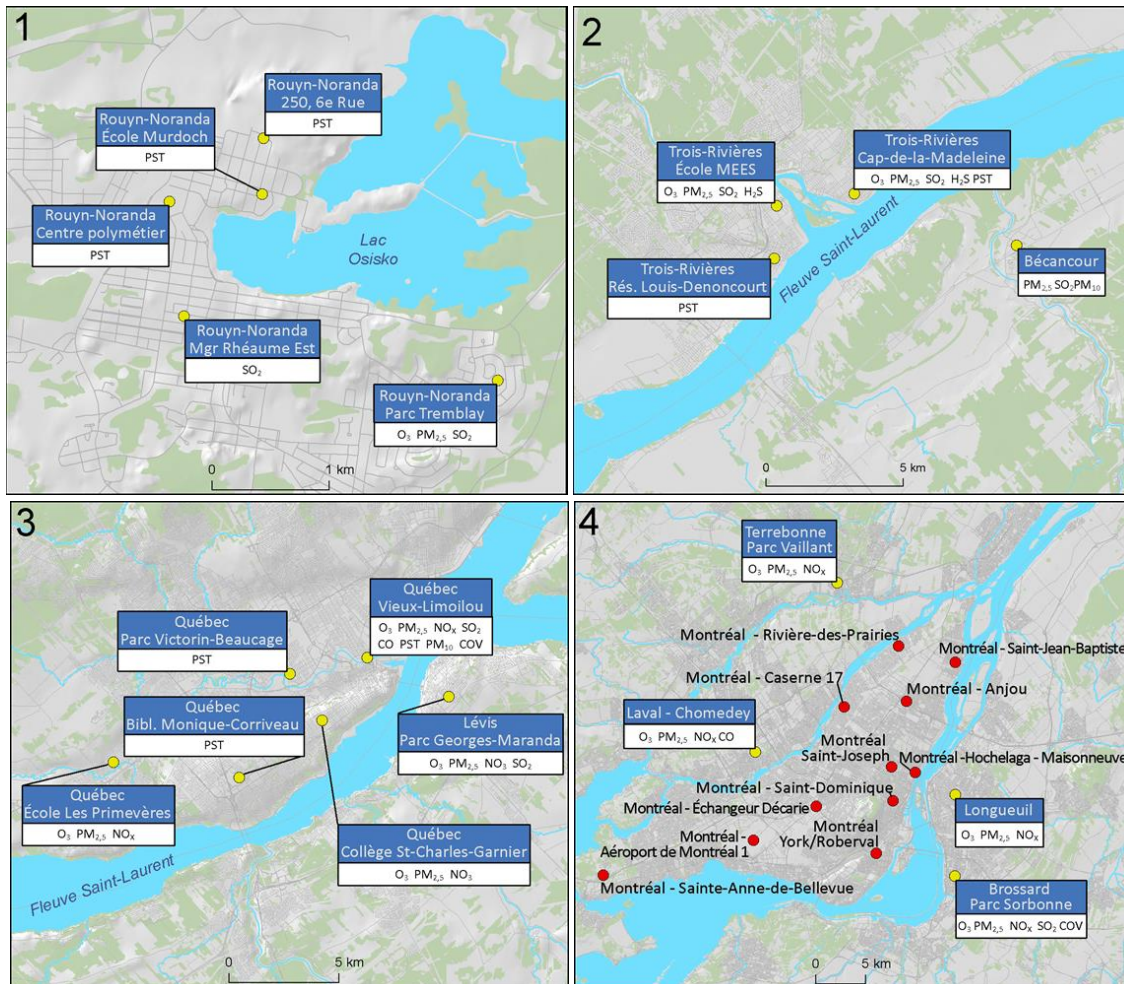 1
Rouyn-Noranda
250, 6e Rue
PST
Rouyn-Noranda
École Murdoch
PST
Rouyn-Noranda
Centre polymétier
PST
Lac
Osisko
Rouyn-Noranda
Mgr Rhéaume Est
SO₂
Rouyn-Noranda
Parc Tremblay
O₃ PM₂,₅ SO₂
0 1 km
2
Trois-Rivières
École MEES
O₃ PM₂,₅ SO₂ H₂S
Trois-Rivières
Cap-de-la-Madeleine
O₃ PM₂,₅ SO₂ H₂S PST
Trois-Rivières
Rés. Louis-Denoncourt
PST
Fleuve Saint-Laurent
Bécancour
PM₂,₅ SO₂PM₁₀
0 5 km
3
Québec
Vieux-Limoilou
O₃ PM₂,₅ NOₓ SO₂
CO PST PM₁₀ COV
Québec
Parc Victorin-Beaucage
PST
Québec
Bibl. Monique-Corriveau
PST
Lévis
Parc Georges-Maranda
O₃ PM₂,₅ NO₃ SO₂
Québec
École Les Primevères
O₃ PM₂,₅ NOₓ
Québec
Collège St-Charles-Garnier
O₃ PM₂,₅ NO₃
Fleuve Saint-Laurent
0 5 km
4
Terrebonne
Parc Vaillant
O₃ PM₂,₅ NOₓ
Montréal - Rivière-des-Prairies
Montréal - Saint-Jean-Baptiste
Montréal - Caserne 17
Montréal - Anjou
Laval - Chomedey
O₃ PM₂,₅ NOₓ CO
Montréal
Saint-Joseph
Montréal -Hochelaga - Maisonneuve
Montréal - Saint-Dominique
Montréal - Échangeur Décarie
Longueuil
O₃ PM₂,₅ NOₓ
Montréal -
Aéroport de Montréal 1
Montréal
York/Roberval
Montréal - Sainte-Anne-de-Bellevue
Brossard
Parc Sorbonne
O₃ PM₂,₅ NOₓ SO₂ COV
0 5 km